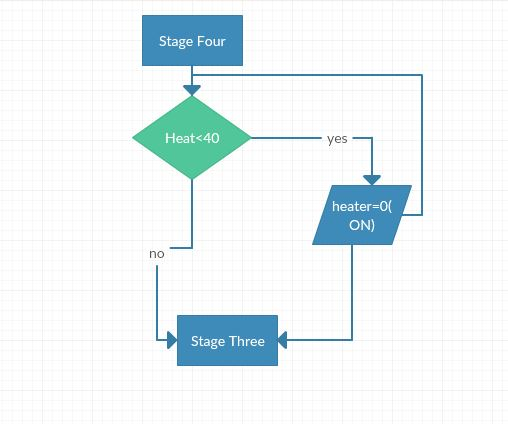 Stage Four
Heat<40
yes
heater=0(
ON)
no
Stage Three